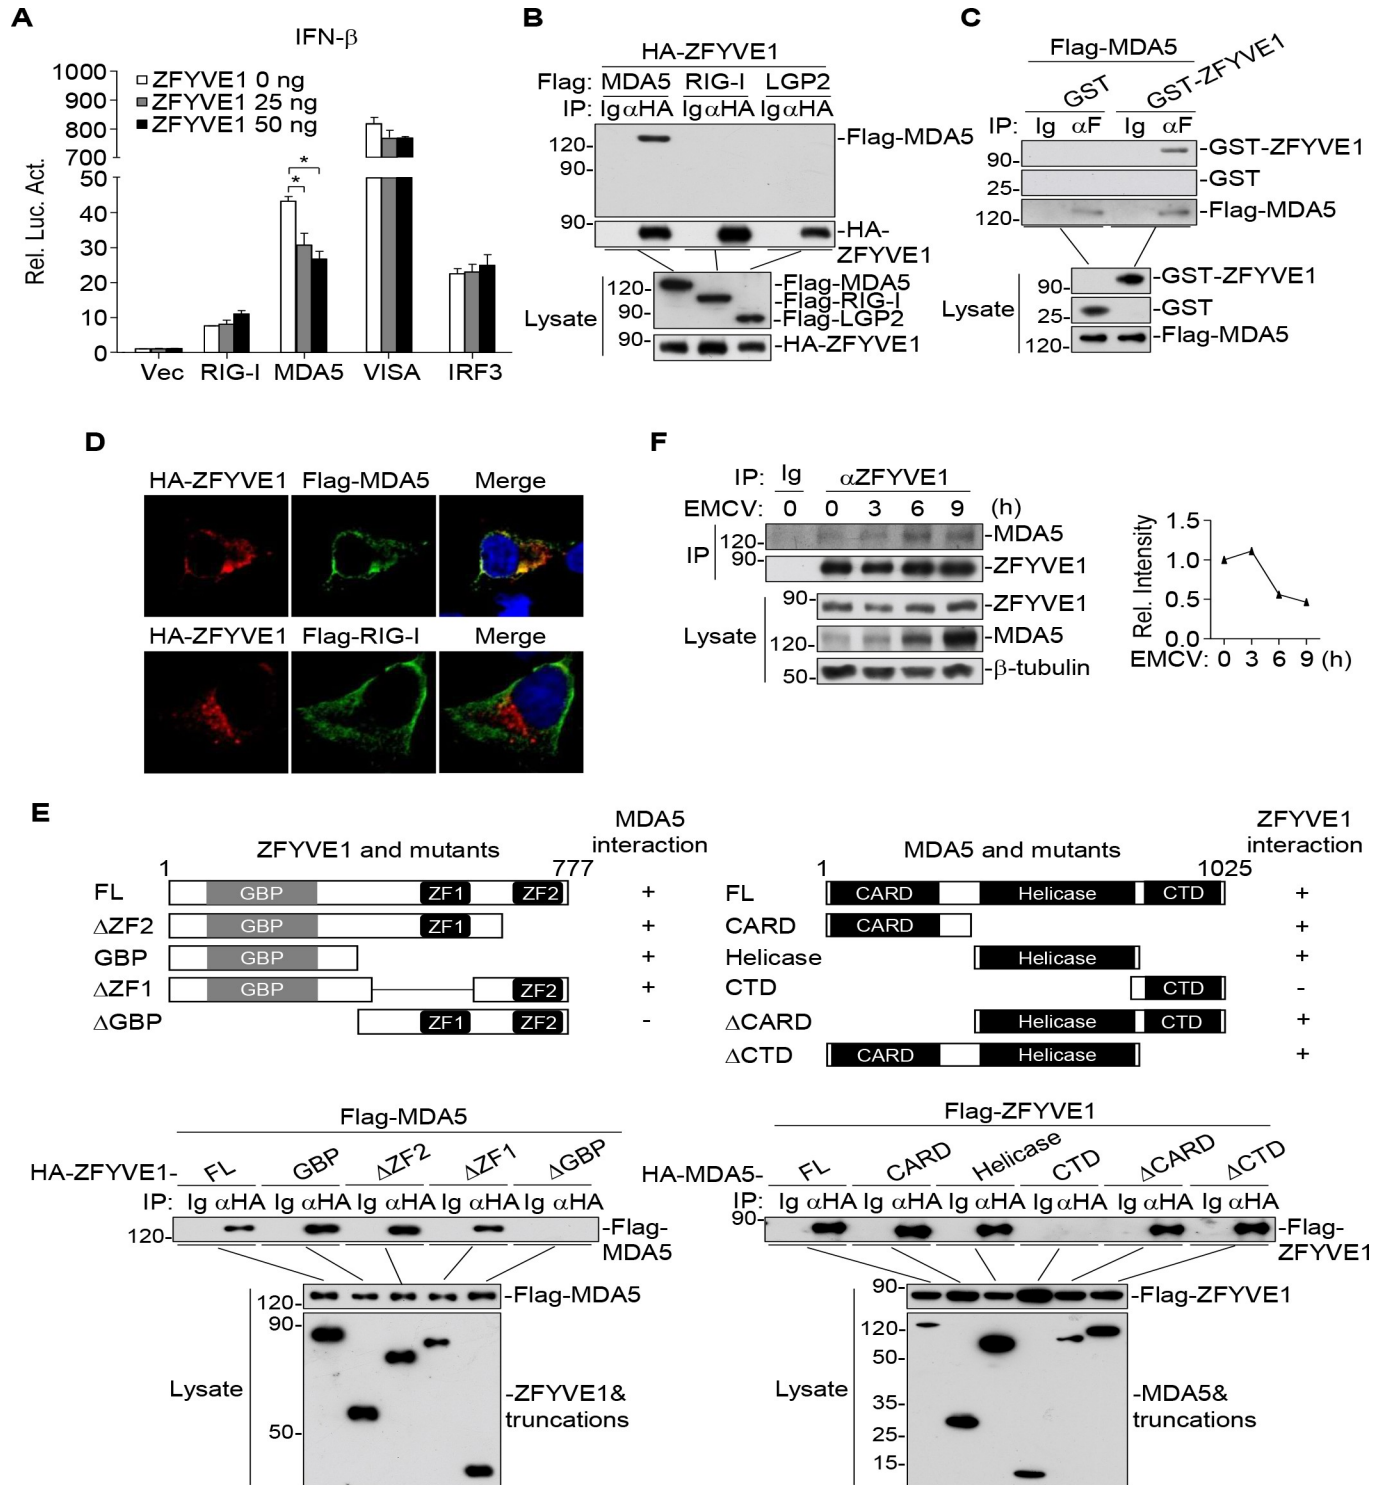 A
IFN-β
Rel. Luc. Act.
1000
900
800
700
50
40
30
20
10
0
ZFYVE1 0 ng
ZFYVE1 25 ng
ZFYVE1 50 ng
*
*
Vec RIG-I MDA5 VISA IRF3
B
HA-ZFYVE1
Flag: MDA5 RIG-I LGP2
IP: Ig αHA Ig αHA Ig αHA
120-
90-
-Flag-MDA5
90-
-HA-
ZFYVE1
Lysate
120-
90-
-Flag-MDA5
-Flag-RIG-I
-Flag-LGP2
90-
-HA-ZFYVE1
C
Flag-MDA5
GST GST-ZFYVE1
IP: Ig αF Ig αF
90-
-GST-ZFYVE1
25-
-GST
120-
-Flag-MDA5
Lysate
90-
-GST-ZFYVE1
25-
-GST
120-
-Flag-MDA5
D
HA-ZFYVE1 Flag-MDA5 Merge
HA-ZFYVE1 Flag-RIG-I Merge
F
IP: Ig αZFYVE1
EMCV: 0 0 3 6 9 (h)
IP
120-
-MDA5
90-
-ZFYVE1
Lysate
90-
-ZFYVE1
120-
-MDA5
50-
-β-tubulin
Rel. Intensity
1.5
1.0
0.5
0.0
EMCV: 0 3 6 9 (h)
E
ZFYVE1 and mutants
MDA5
interaction
1 777
FL GBP ZF1 ZF2 +
ΔZF2 GBP ZF1 +
GBP GBP +
ΔZF1 GBP ZF2 +
ΔGBP ZF1 ZF2 -
MDA5 and mutants
ZFYVE1
interaction
1 1025
FL CARD Helicase CTD +
CARD CARD +
Helicase Helicase +
CTD CTD -
ΔCARD Helicase CTD +
ΔCTD CARD Helicase +
Flag-MDA5
HA-ZFYVE1- FL GBP ΔZF2 ΔZF1 ΔGBP
IP: Ig αHA Ig αHA Ig αHA Ig αHA Ig αHA
120-
-Flag-
MDA5
Lysate
120-
-Flag-MDA5
90-
50-
-ZFYVE1&
truncations
Flag-ZFYVE1
HA-MDA5- FL CARD Helicase CTD ΔCARD ΔCTD
IP: Ig αHA Ig αHA Ig αHA Ig αHA Ig αHA Ig αHA
90-
-Flag-
ZFYVE1
Lysate
90-
-Flag-ZFYVE1
120-
50-
35-
25-
15-
-MDA5&
truncations